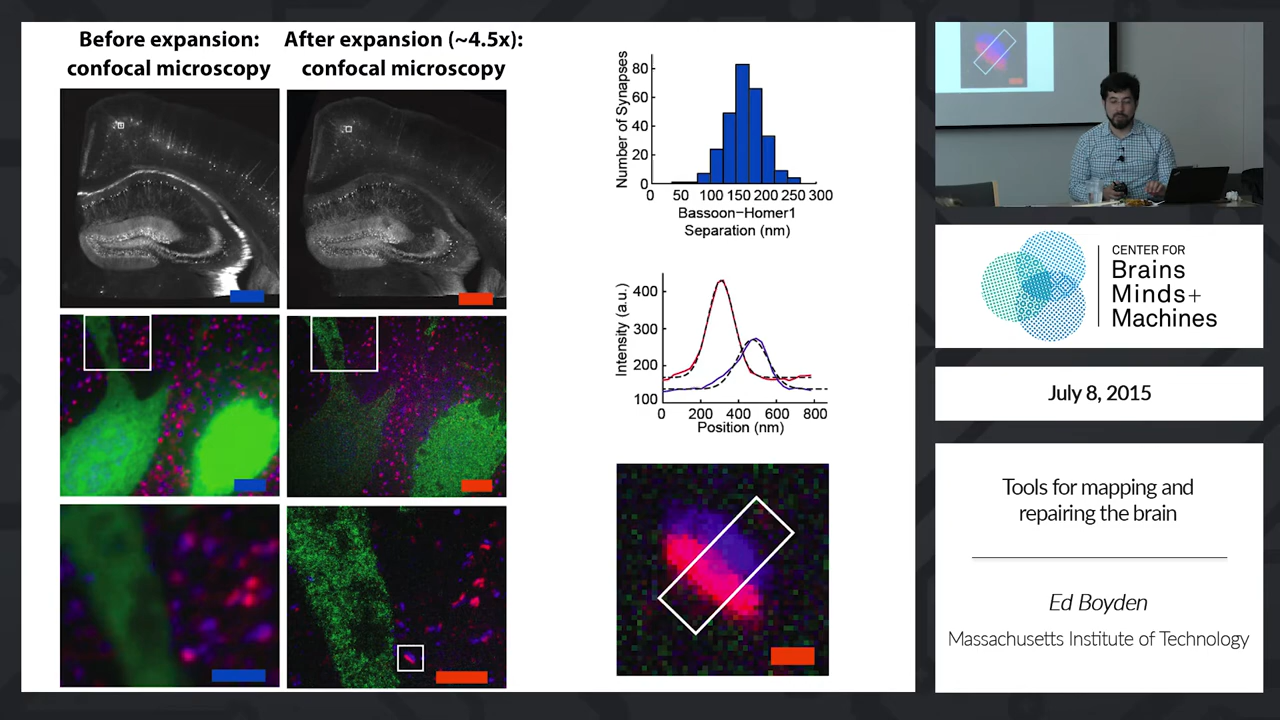 Before expansion:
confocal microscopy
After expansion (~4.5x):
confocal microscopy
Number of Synapses
80
60
40
20
0
0 50 100 150 200 250 300
Bassoon−Homer1
Separation (nm)
Intensity (a.u.)
400
300
200
100
0 200 400 600 800
Position (nm)
CENTER FOR
Brains
Minds+
Machines
July 8, 2015
Tools for mapping and
repairing the brain
Ed Boyden
Massachusetts Institute of Technology